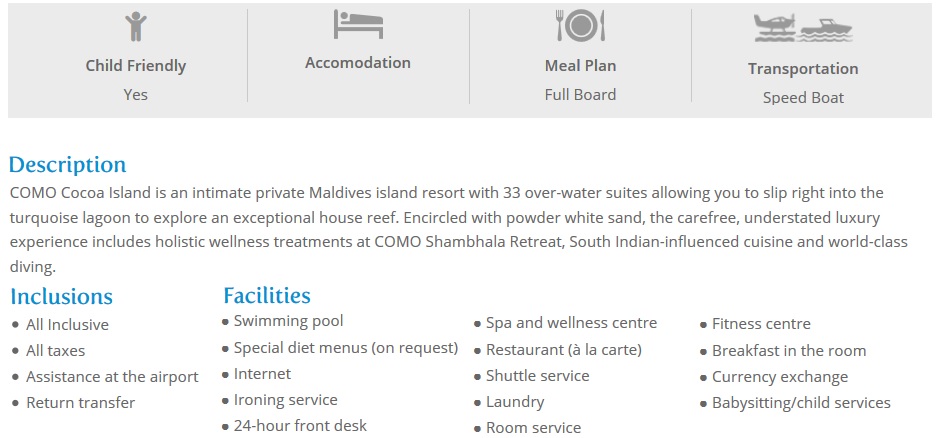 Child Friendly
Yes
Accomodation
Meal Plan
Full Board
Transportation
Speed Boat
Description
COMO Cocoa Island is an intimate private Maldives island resort with 33 over-water suites allowing you to slip right into the
turquoise lagoon to explore an exceptional house reef. Encircled with powder white sand, the carefree, understated luxury
experience includes holistic wellness treatments at COMO Shambhala Retreat, South Indian-influenced cuisine and world-class
diving.
Inclusions
• All Inclusive
• All taxes
• Assistance at the airport
• Return transfer
Facilities
• Swimming pool
• Special diet menus (on request)
• Internet
• Ironing service
• 24-hour front desk
• Spa and wellness centre
• Restaurant (à la carte)
• Shuttle service
• Laundry
• Room service
• Fitness centre
• Breakfast in the room
• Currency exchange
• Babysitting/child services